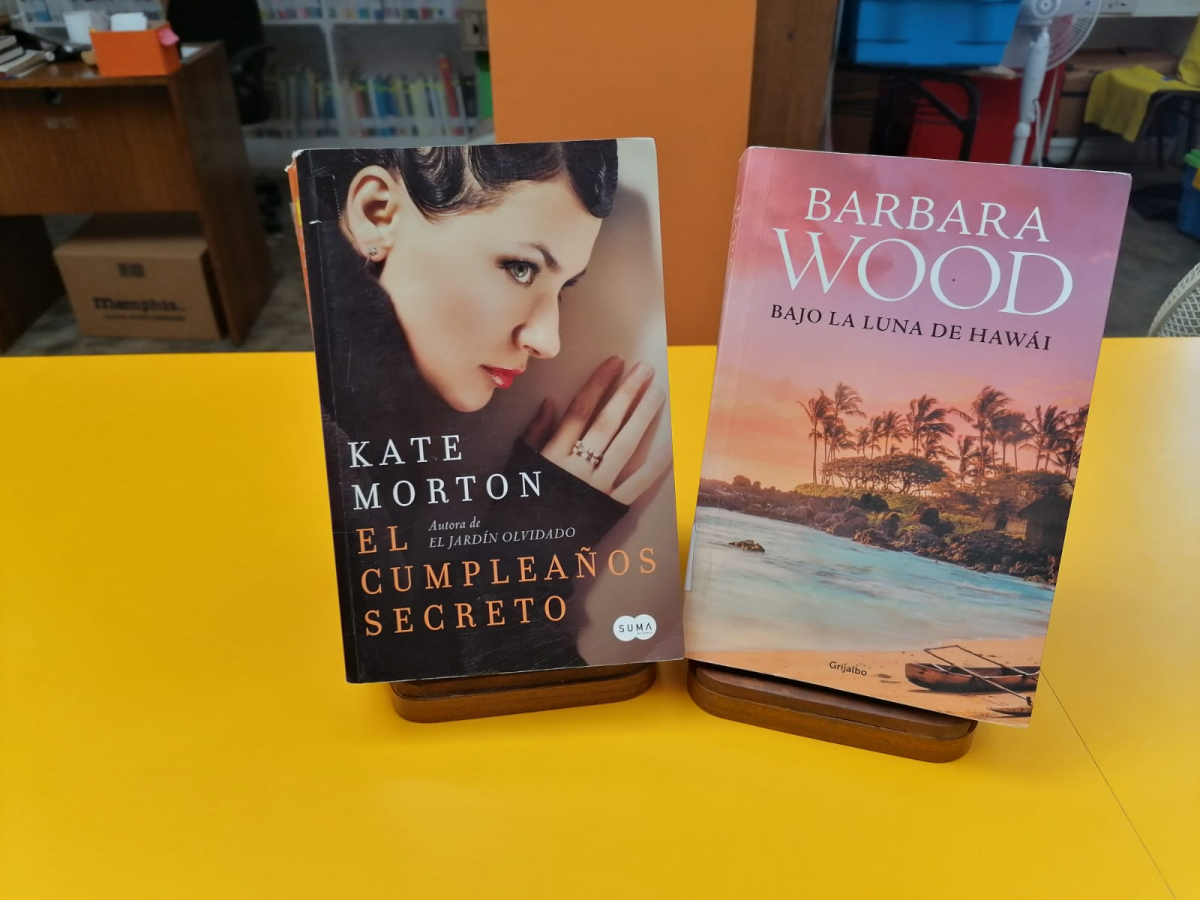 KATE
MORTON
Autora de
EL JARDÍN OLVIDADO
EL
CUMPLEAÑOS
SECRETO
SUMA
BARBARA
WOOD
BAJO LA LUNA DE HAWÁI
Grijalbo
Memphis